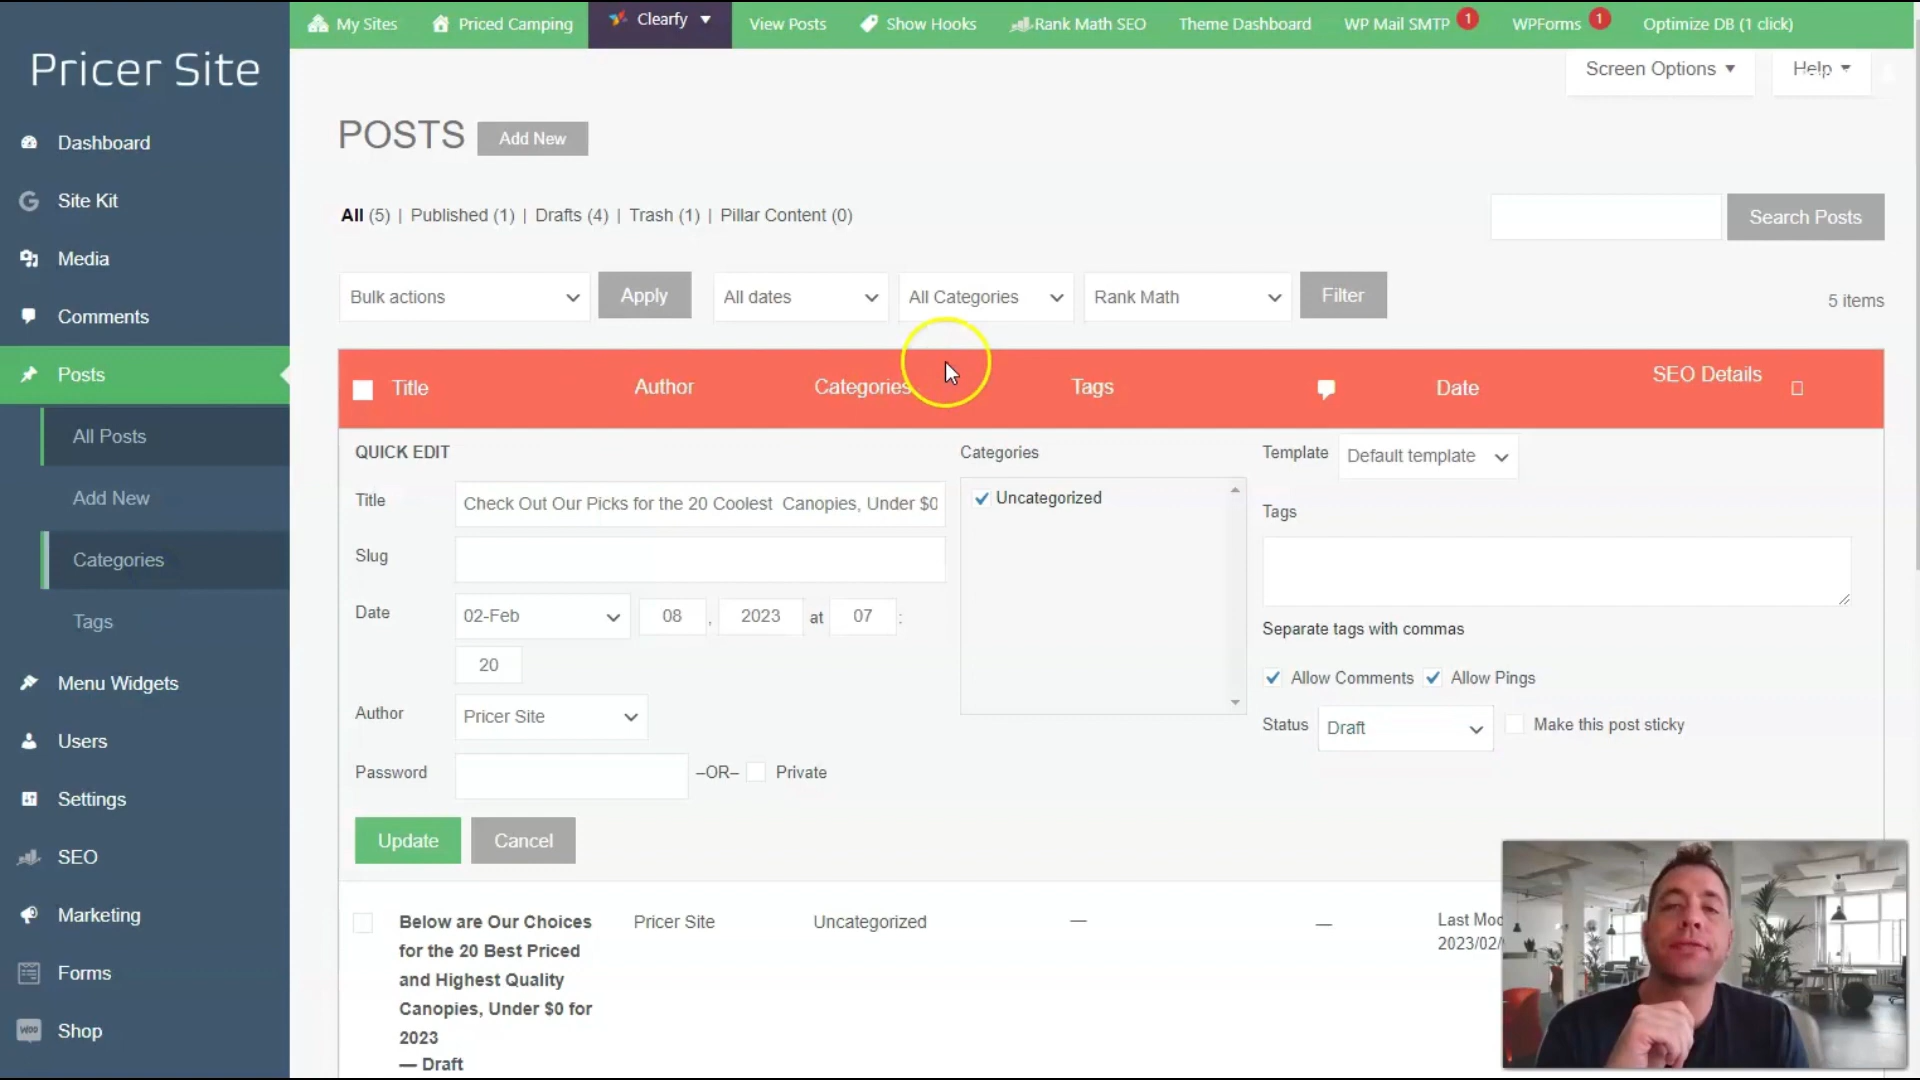 My Sites
Priced Camping
Clearfy
View Posts
Show Hooks
Rank Math SEO
Theme Dashboard
WP Mail SMTP 1
WPForms 1
Optimize DB (1 click)
Pricer Site
Dashboard
Site Kit
Media
Comments
Posts
All Posts
Add New
Categories
Tags
Menu Widgets
Users
Settings
SEO
Marketing
Forms
Shop
Screen Options
Help
POSTS
Add New
All (5) | Published (1) | Drafts (4) | Trash (1) | Pillar Content (0)
Search Posts
Bulk actions
Apply
All dates
All Categories
Rank Math
Filter
5 items
Title
Author
Categories
Tags
Date
SEO Details
QUICK EDIT
Title
Check Out Our Picks for the 20 Coolest  Canopies, Under $0
Slug
Date
02-Feb
08 , 2023 at 07 :
20
Author
Pricer Site
Password
–OR–
Private
Categories
Uncategorized
Template
Default template
Tags
Separate tags with commas
Allow Comments
Allow Pings
Status
Draft
Make this post sticky
Update
Cancel
Below are Our Choices
for the 20 Best Priced
and Highest Quality
Canopies, Under $0 for
2023
— Draft
Pricer Site
Uncategorized
—
—
Last Mod
2023/02/
WOO